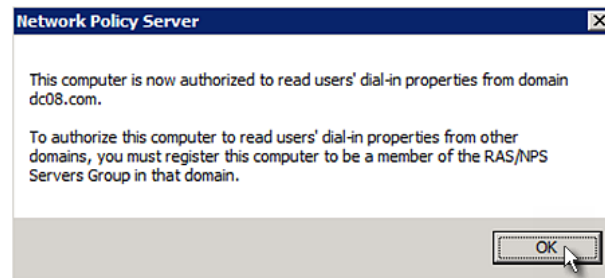 Network Policy Server
This computer is now authorized to read users' dial-in properties from domain
dc08.com.
To authorize this computer to read users' dial-in properties from other
domains, you must register this computer to be a member of the RAS/NPS
Servers Group in that domain.
OK